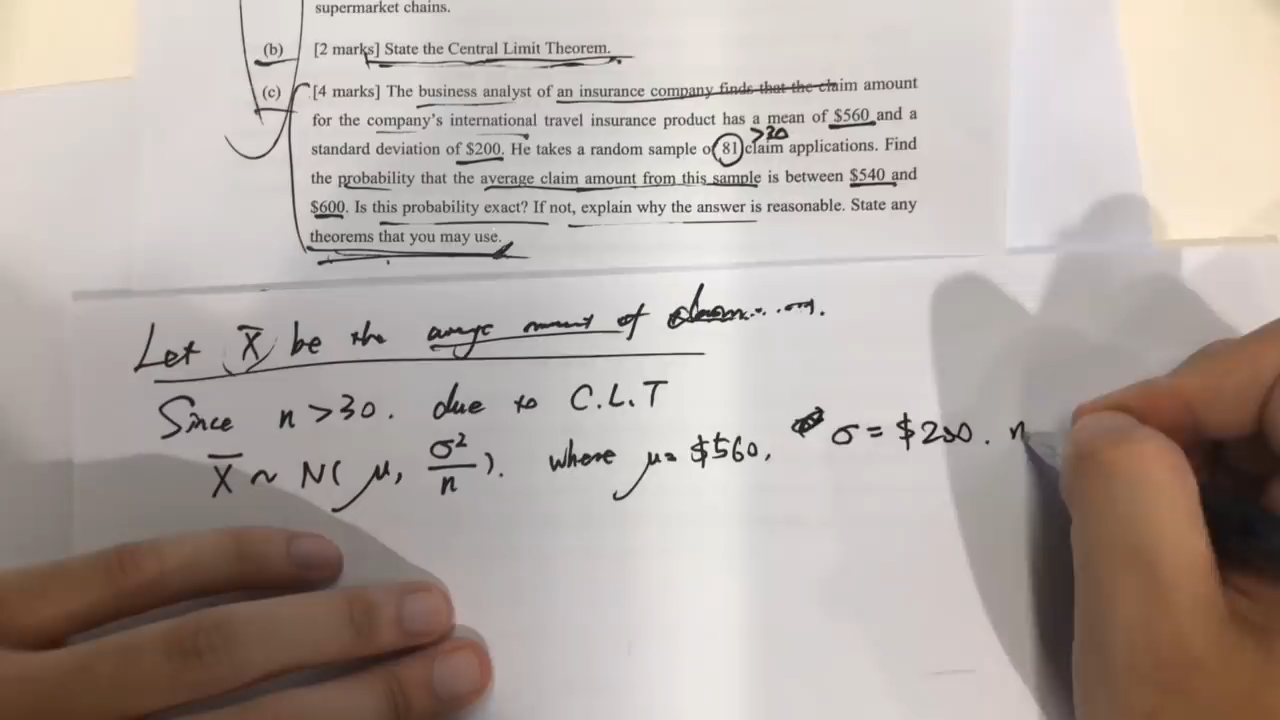 supermarket chains.
(b) [2 marks] State the Central Limit Theorem.
(c) [4 marks] The business analyst of an insurance company finds that the claim amount
for the company's international travel insurance product has a mean of $560 and a
>30
standard deviation of $200. He takes a random sample of 81 claim applications. Find
the probability that the average claim amount from this sample is between $540 and
$600. Is this probability exact? If not, explain why the answer is reasonable. State any
theorems that you may use.
Let X̄ be the of
Since n >30. due to C.L.T
X̄ ~ N( μ, σ²/n ). where μ = $560, σ = $200. n